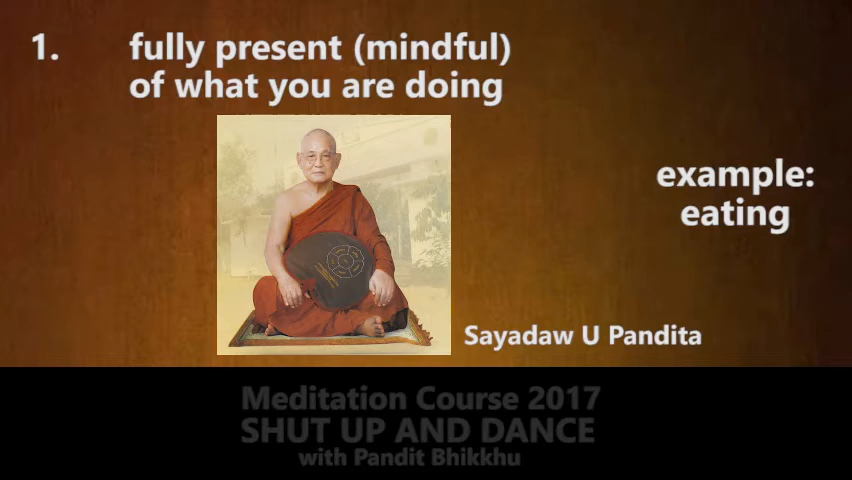 1. fully present (mindful)
of what you are doing
example:
eating
Sayadaw U Pandita
Meditation Course 2017
SHUT UP AND DANCE
with Pandit Bhikkhu